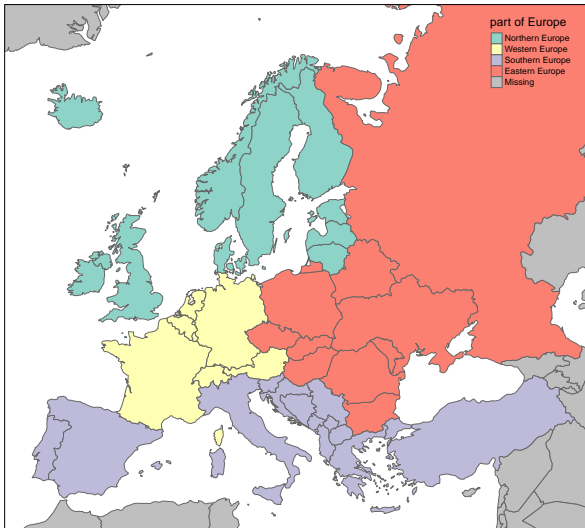 part of Europe
Northern Europe
Western Europe
Southern Europe
Eastern Europe
Missing